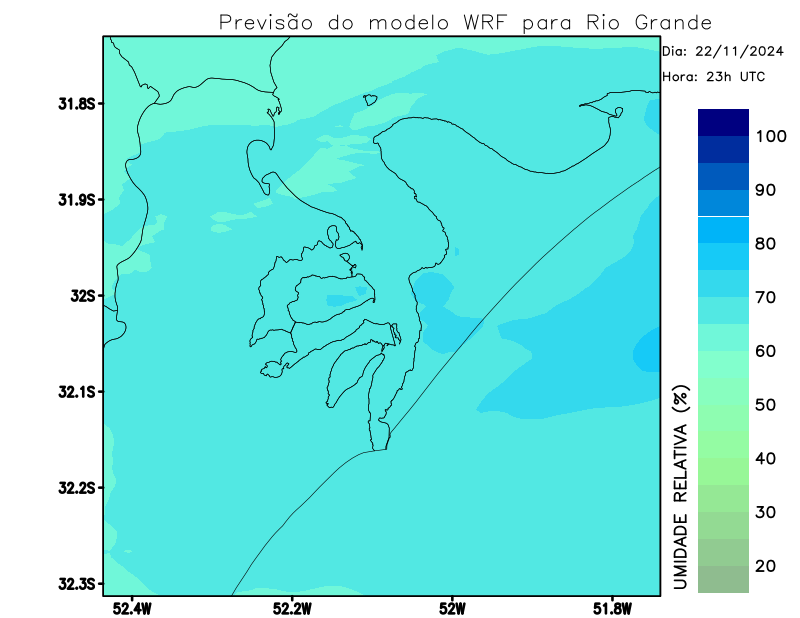 Previsão do modelo WRF para Rio Grande
Dia: 22/11/2024
Hora: 23h UTC
31.8S
31.9S
32S
32.1S
32.2S
32.3S
52.4W
52.2W
52W
51.8W
100
90
80
70
60
50
40
30
20
UMIDADE RELATIVA (%)